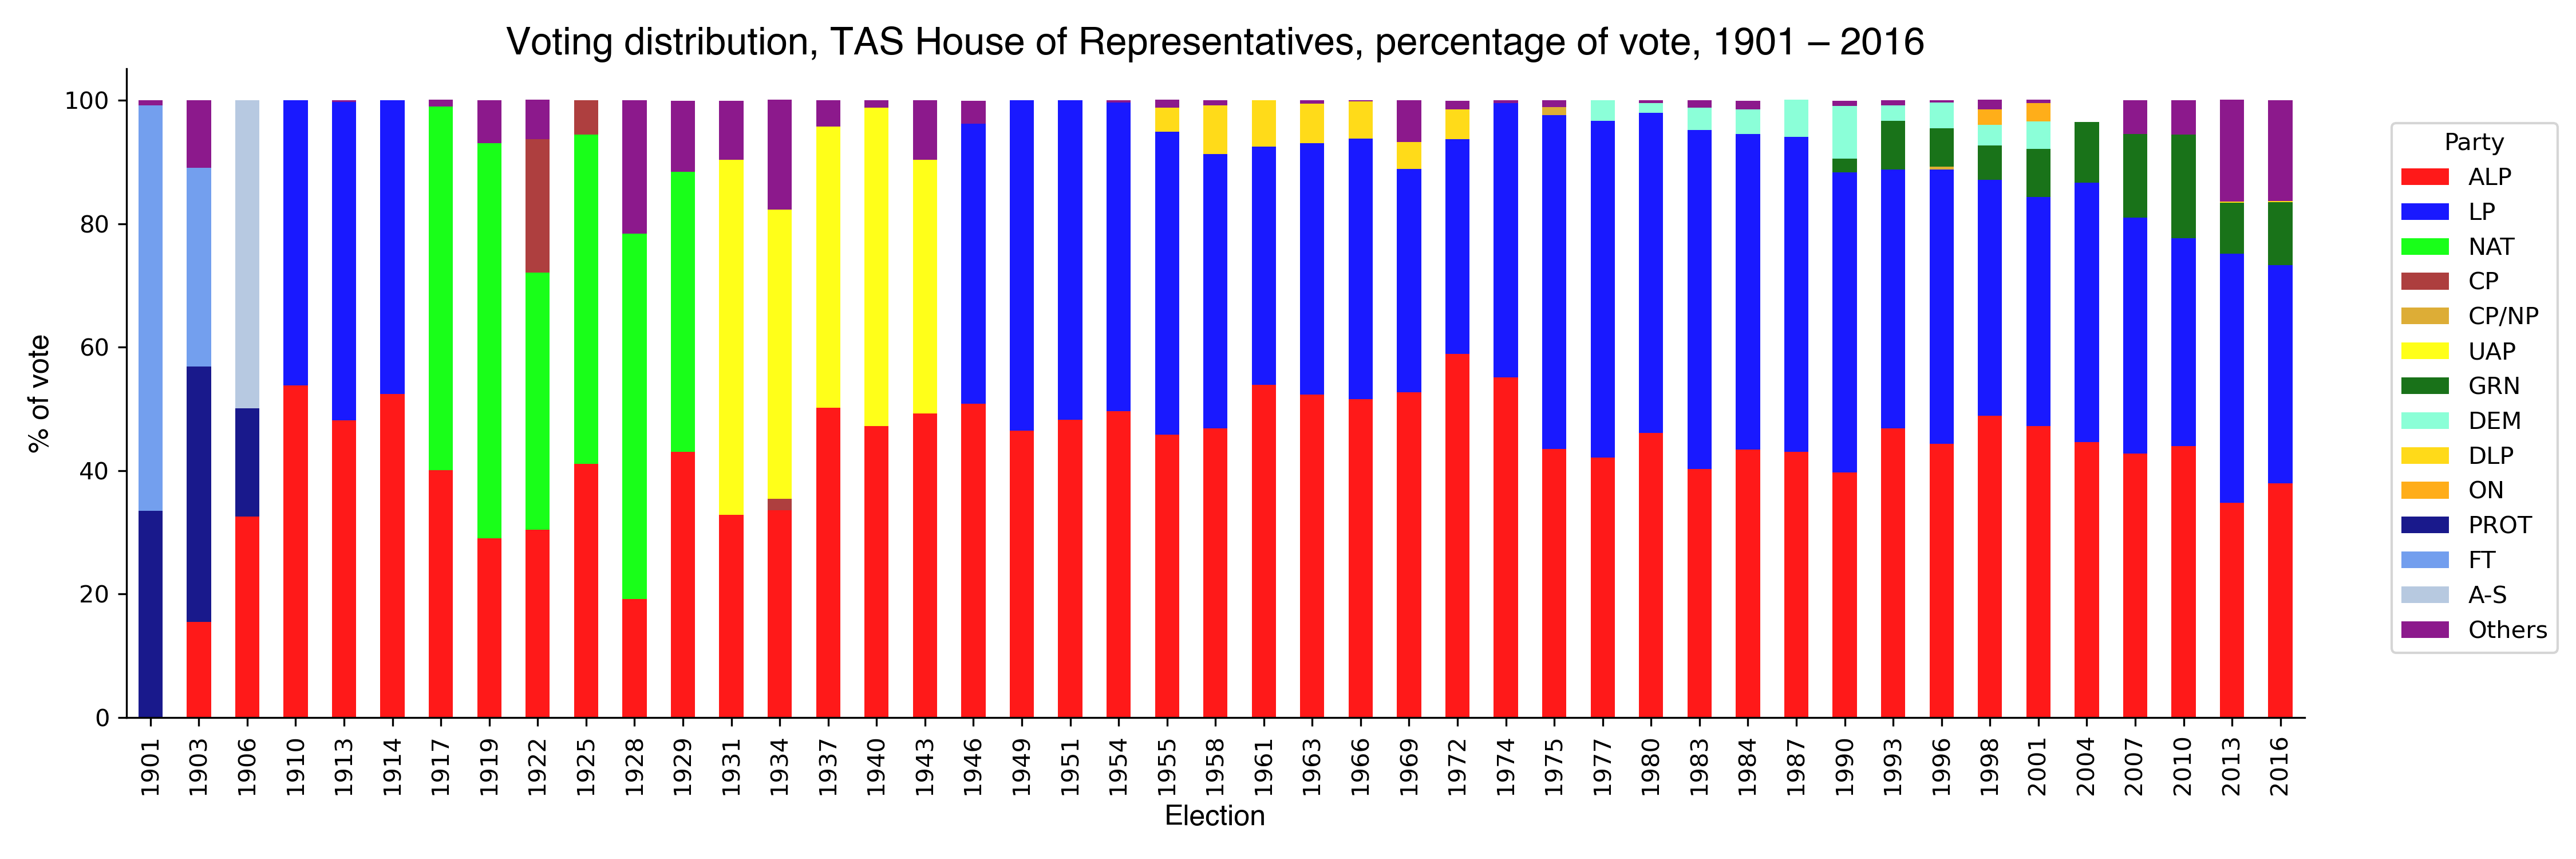 Voting distribution, TAS House of Representatives, percentage of vote, 1901 – 2016
% of vote
100
80
60
40
20
0
1901
1903
1906
1910
1913
1914
1917
1919
1922
1925
1928
1929
1931
1934
1937
1940
1943
1946
1949
1951
1954
1955
1958
1961
1963
1966
1969
1972
1974
1975
1977
1980
1983
1984
1987
1990
1993
1996
1998
2001
2004
2007
2010
2013
2016
Election
Party
ALP
LP
NAT
CP
CP/NP
UAP
GRN
DEM
DLP
ON
PROT
FT
A-S
Others